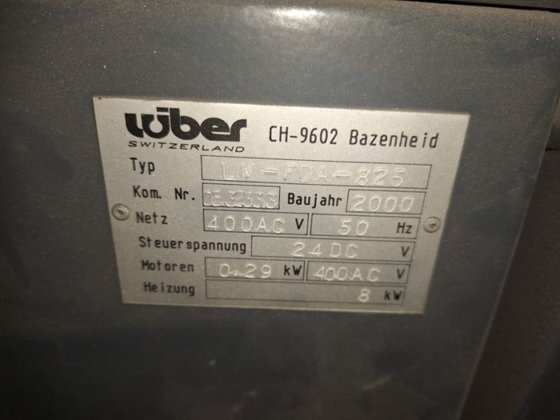 lüber
SWITZERLAND
CH-9602 Bazenheid
Typ LW-FDA-825
Kom. Nr. Baujahr 2000
Netz 400AC V 50 Hz
Steuerspannung 24DC V
Motoren 0.29 kW 400AC V
Heizung 8 kW